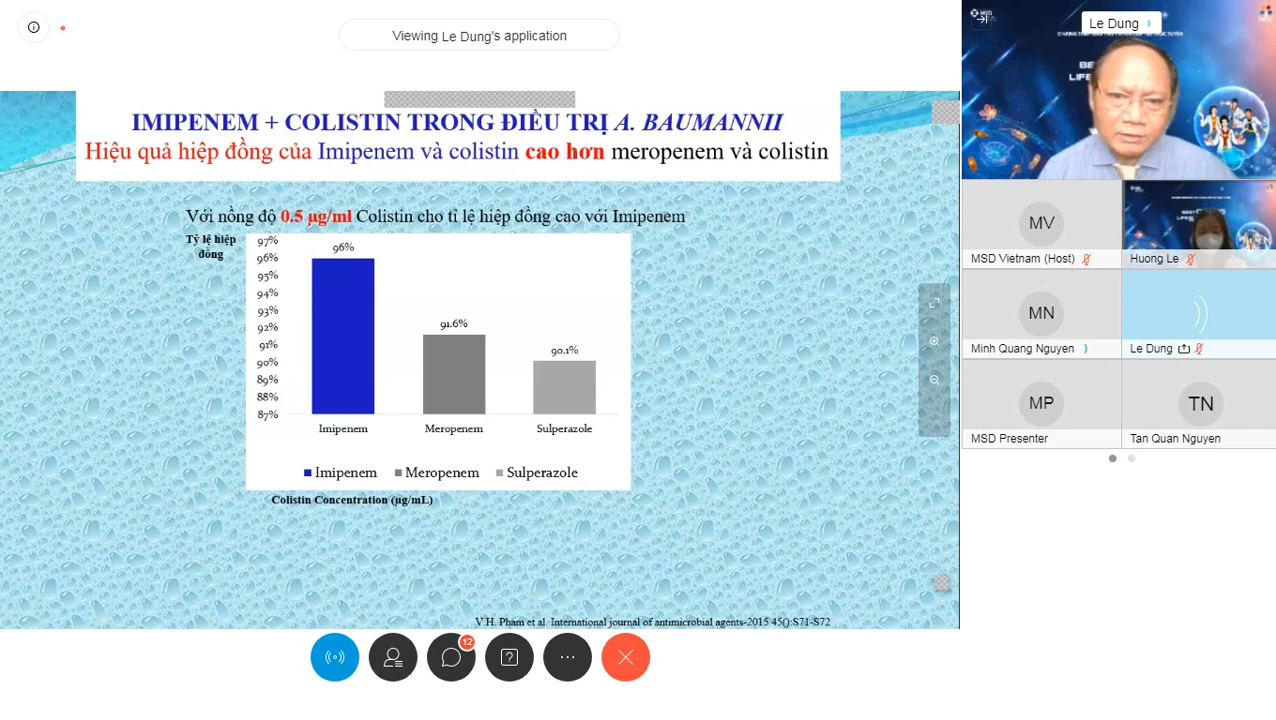 Viewing Le Dung's application
IMIPENEM + COLISTIN TRONG ĐIỀU TRỊ A. BAUMANNII
Hiệu quả hiệp đồng của Imipenem và colistin cao hơn meropenem và colistin
Với nồng độ 0.5 µg/ml Colistin cho tỉ lệ hiệp đồng cao với Imipenem
Tỷ lệ hiệp
đồng
97%
96%
95%
94%
93%
92%
91%
90%
89%
88%
87%
96%
91.6%
90.1%
Imipenem
Meropenem
Sulperazole
Imipenem
Meropenem
Sulperazole
Colistin Concentration (µg/mL)
V.H. Pham et al. International journal of antimicrobial agents-2015 45():S71-S72
12
Le Dung
MV
MSD Vietnam (Host)
Huong Le
MN
Minh Quang Nguyen
Le Dung
MP
MSD Presenter
TN
Tan Quan Nguyen